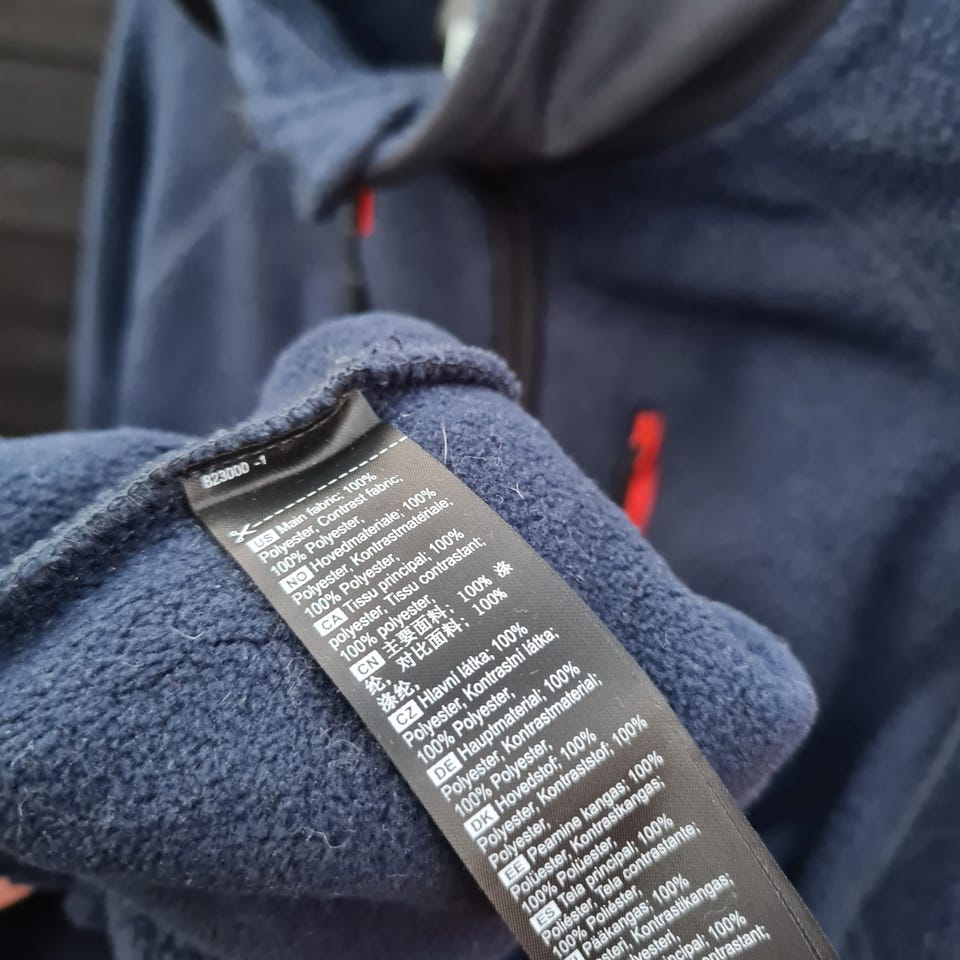 823000 -1
US Main fabric: 100%
Polyester, Contrast fabric;
100% Polyester,
NO Hovedmateriale; 100%
Polyester, Kontrastmateriale;
100% Polyester,
CA Tissu principal; 100%
polyester, Tissu contrastant;
100% polyester,
CN 主要面料; 100% 涤
纶, 对比面料; 100%
涤纶,
CZ Hlavní látka; 100%
Polyester, Kontrastní látka;
100% Polyester,
DE Hauptmaterial; 100%
Polyester, Kontrastmaterial;
100% Polyester,
DK Hovedstof; 100%
Polyester, Kontraststof; 100%
Polyester,
EE Peamine kangas; 100%
Polüester, Kontrastkangas;
100% Polüester,
ES Tela principal; 100%
Poliéster, Tela contrastante;
100% Poliéster,
Pääkangas; 100%
Kontrastikangas;
100%